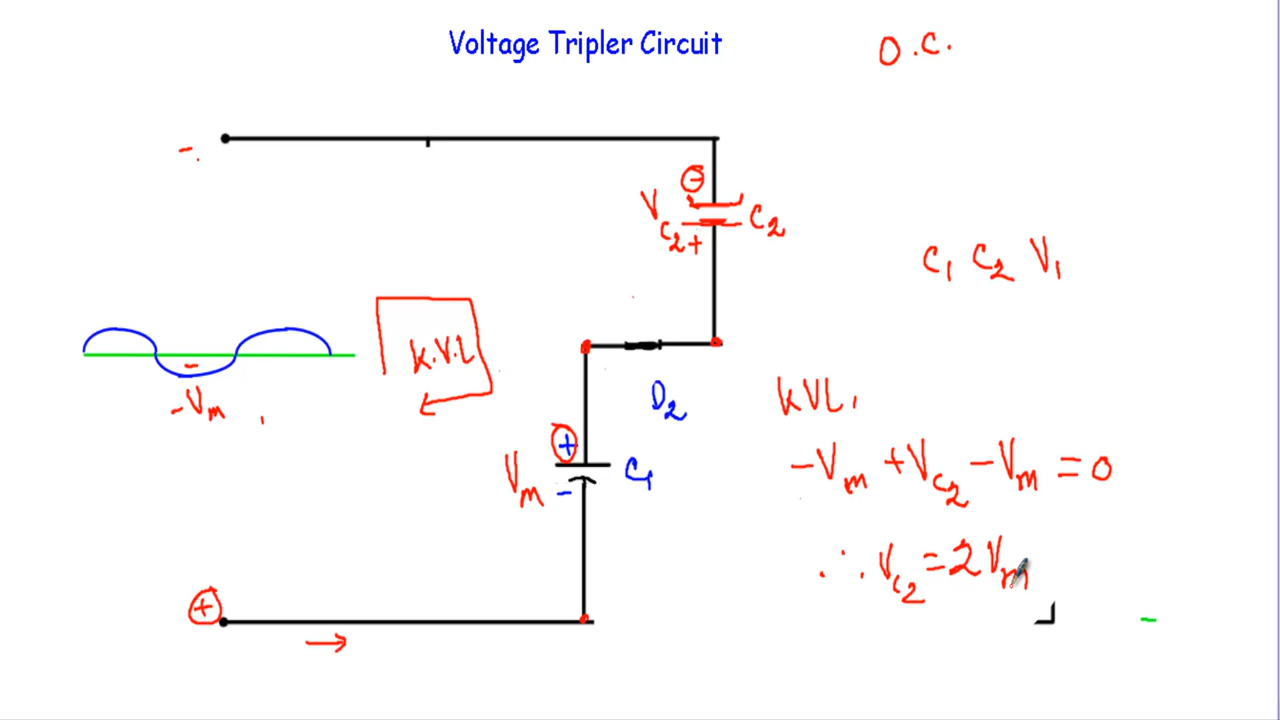 Voltage Tripler Circuit
O.C.
-
⊖
V
C2 +
C2
C1 C2 V1
K.V.L
-
-Vm
D2
KVL,
⊕
Vm
-
C1
-Vm + VC2 - Vm = 0
∴ VC2 = 2Vm
⊕
→
-